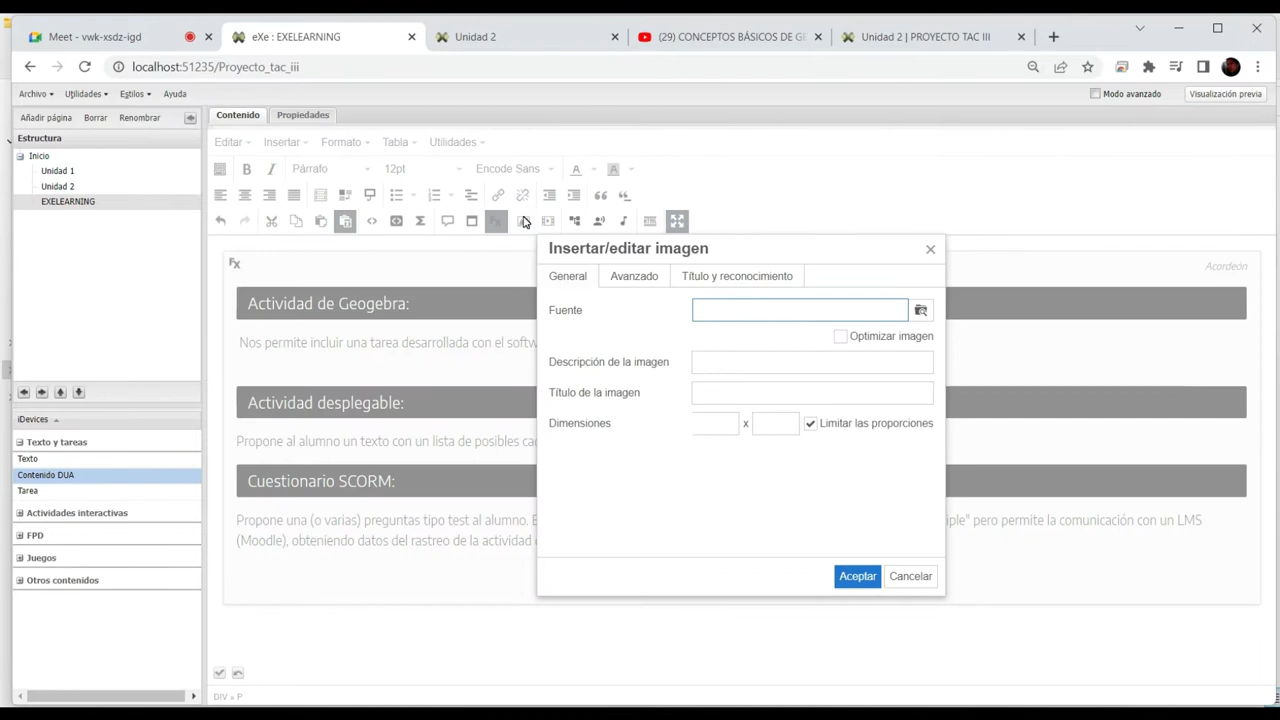 Meet - vwk-xsdz-igd
eXe : EXELEARNING
Unidad 2
(29) CONCEPTOS BÁSICOS DE GE
Unidad 2 | PROYECTO TAC III
localhost:51235/Proyecto_tac_iii
Archivo Utilidades Estilos Ayuda
Modo avanzado
Visualización previa
Añadir página Borrar Renombrar
Contenido Propiedades
Estructura
Inicio
Unidad 1
Unidad 2
EXELEARNING
Editar Insertar Formato Tabla Utilidades
Párrafo 12pt Encode Sans
Acordeón
Actividad de Geogebra:
Nos permite incluir una tarea desarrollada con el softw
Actividad desplegable:
Propone al alumno un texto con un lista de posibles ca
Cuestionario SCORM:
Propone una (o varias) preguntas tipo test al alumno. E
ple" pero permite la comunicación con un LMS
(Moodle), obteniendo datos del rastreo de la actividad
Insertar/editar imagen
General Avanzado Título y reconocimiento
Fuente
Optimizar imagen
Descripción de la imagen
Título de la imagen
Dimensiones x Limitar las proporciones
Aceptar Cancelar
iDevices
Texto y tareas
Texto
Contenido DUA
Tarea
Actividades interactivas
FPD
Juegos
Otros contenidos
DIV » P